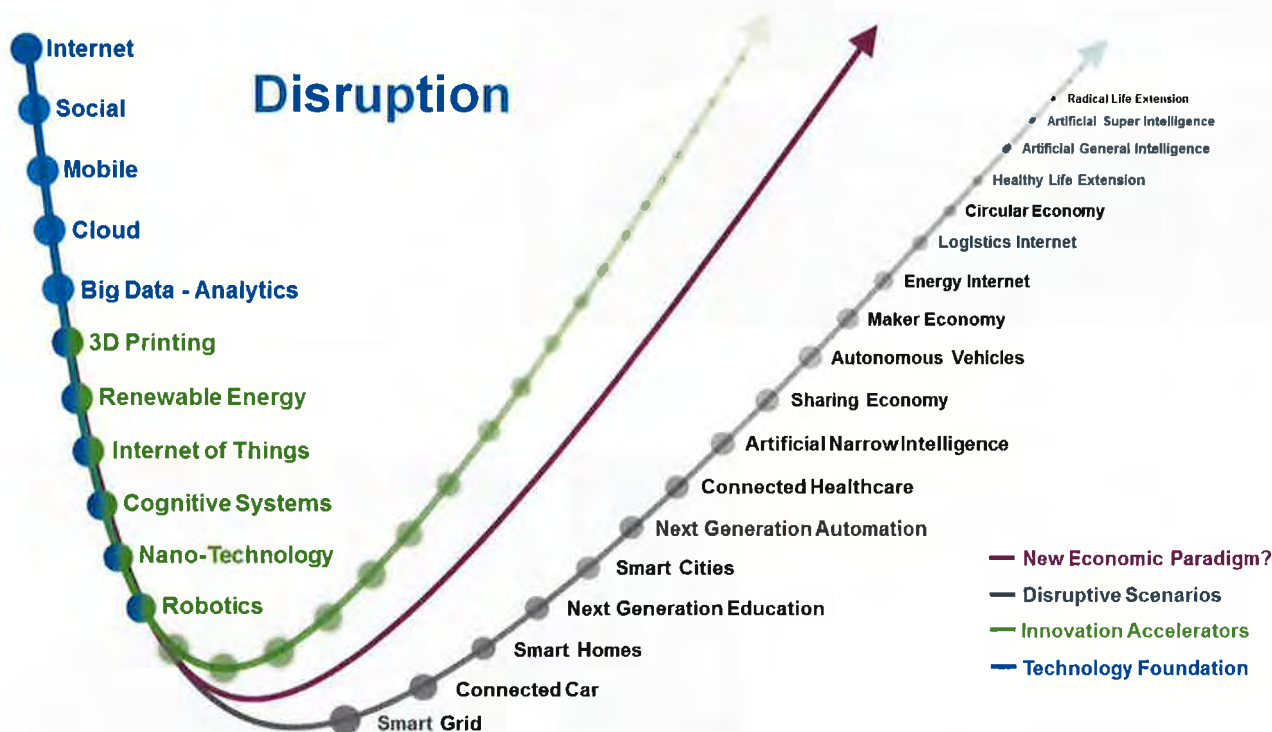 Disruption
Internet
Social
Mobile
Cloud
Big Data - Analytics
3D Printing
Renewable Energy
Internet of Things
Cognitive Systems
Nano-Technology
Robotics
Radical Life Extension
Artificial Super Intelligence
Artificial General Intelligence
Healthy Life Extension
Circular Economy
Logistics Internet
Energy Internet
Maker Economy
Autonomous Vehicles
Sharing Economy
Artificial Narrow Intelligence
Connected Healthcare
Next Generation Automation
Smart Cities
Next Generation Education
Smart Homes
Connected Car
Smart Grid
New Economic Paradigm?
Disruptive Scenarios
Innovation Accelerators
Technology Foundation